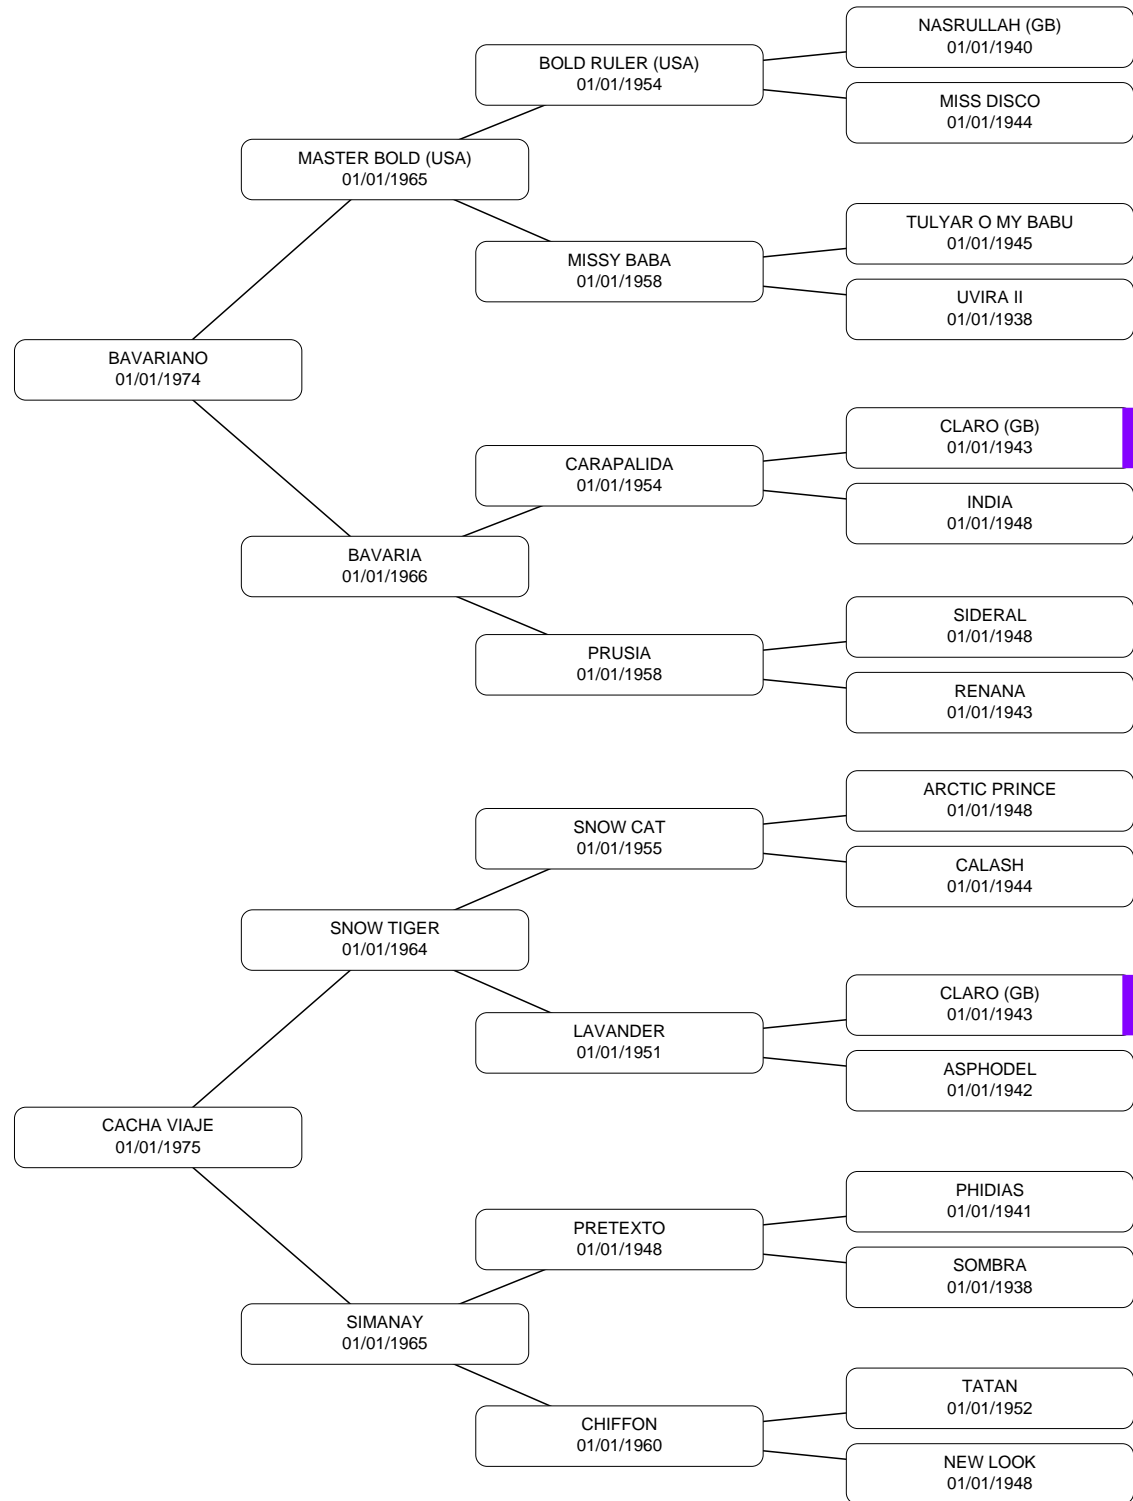 NASRULLAH (GB)
01/01/1940
BOLD RULER (USA)
01/01/1954
MISS DISCO
01/01/1944
MASTER BOLD (USA)
01/01/1965
TULYAR O MY BABU
01/01/1945
MISSY BABA
01/01/1958
UVIRA II
01/01/1938
BAVARIANO
01/01/1974
CLARO (GB)
01/01/1943
CARAPALIDA
01/01/1954
INDIA
01/01/1948
BAVARIA
01/01/1966
SIDERAL
01/01/1948
PRUSIA
01/01/1958
RENANA
01/01/1943
ARCTIC PRINCE
01/01/1948
SNOW CAT
01/01/1955
CALASH
01/01/1944
SNOW TIGER
01/01/1964
CLARO (GB)
01/01/1943
LAVANDER
01/01/1951
ASPHODEL
01/01/1942
CACHA VIAJE
01/01/1975
PHIDIAS
01/01/1941
PRETEXTO
01/01/1948
SOMBRA
01/01/1938
SIMANAY
01/01/1965
TATAN
01/01/1952
CHIFFON
01/01/1960
NEW LOOK
01/01/1948